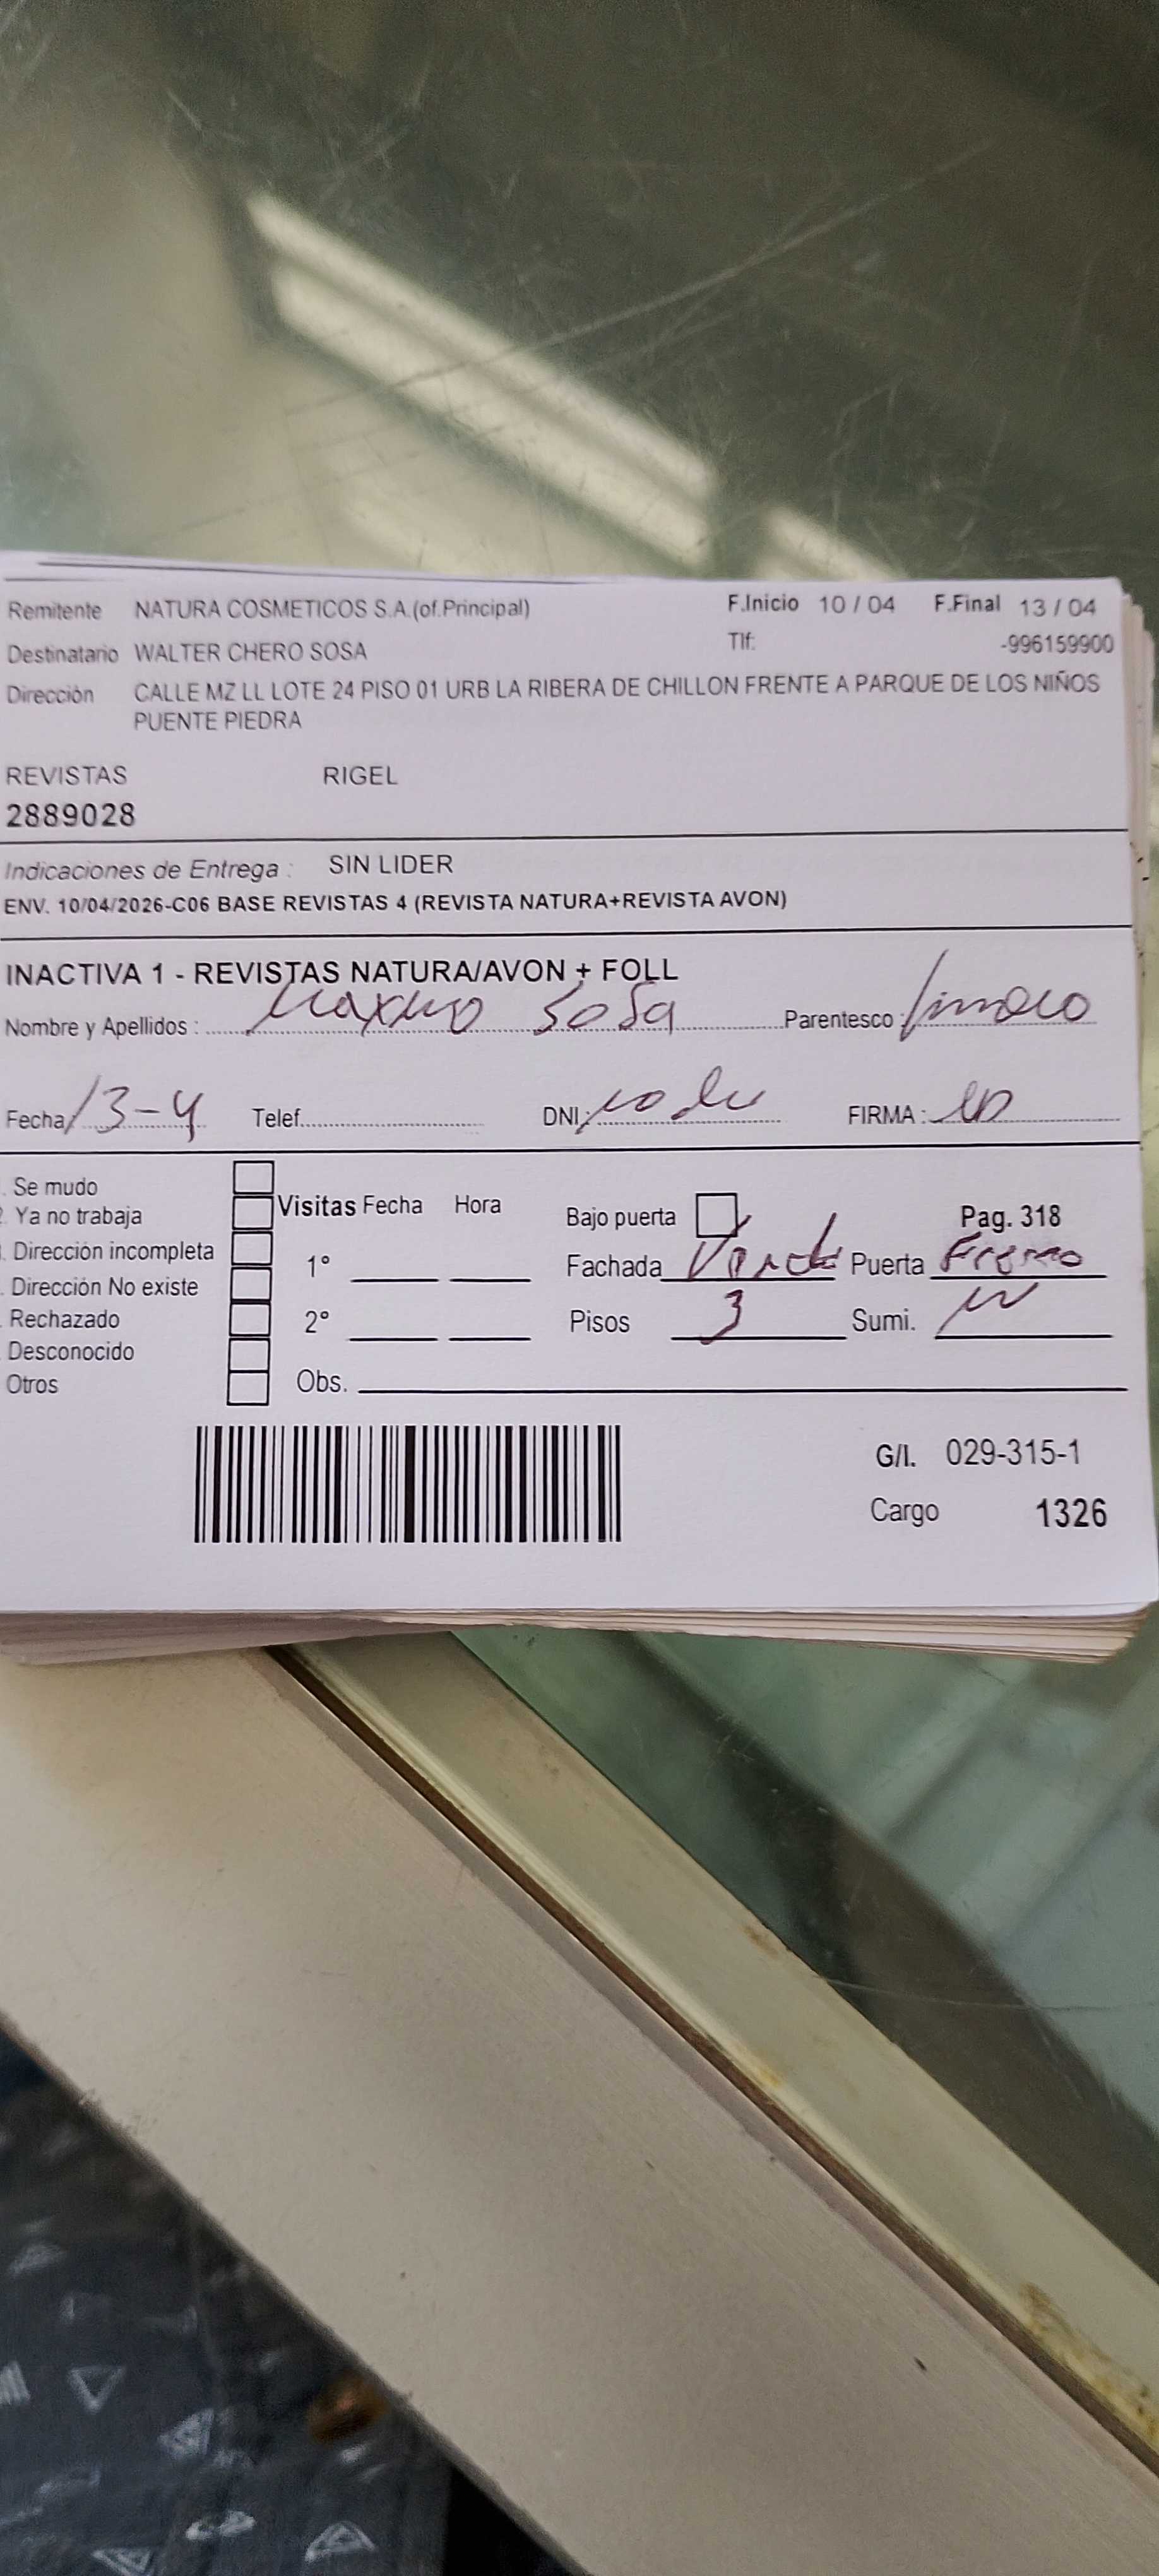 Remitente NATURA COSMETICOS S.A.(of.Principal) F.Inicio 10 / 04 F.Final 13 / 04
Destinatario WALTER CHERO SOSA Tlf: -996159900
Dirección CALLE MZ LL LOTE 24 PISO 01 URB LA RIBERA DE CHILLON FRENTE A PARQUE DE LOS NIÑOS
PUENTE PIEDRA
REVISTAS RIGEL
2889028
Indicaciones de Entrega : SIN LIDER
ENV. 10/04/2026-C06 BASE REVISTAS 4 (REVISTA NATURA+REVISTA AVON)
INACTIVA 1 - REVISTAS NATURA/AVON + FOLL
Nombre y Apellidos : Sosa Parentesco :
Fecha 13-4 Telef. DNI: FIRMA :
Se mudo
Ya no trabaja
Dirección incompleta
Dirección No existe
Rechazado
Desconocido
Otros
Visitas Fecha Hora
1°
2°
Obs.
Bajo puerta Pag. 318
Fachada Puerta
Pisos 3 Sumi.
G/I. 029-315-1
Cargo 1326